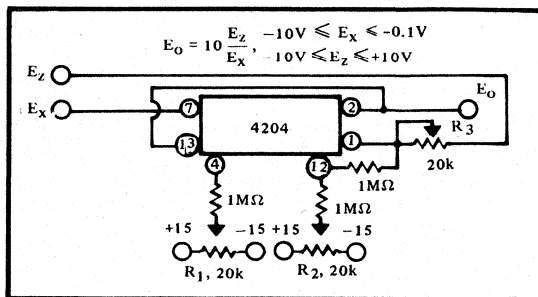 E_O = 10 E_Z/E_X, −10V ≤ E_X ≤ -0.1V
−10V ≤ E_Z ≤ +10V
E_Z
E_O
E_X
7
2
4204
R_3
13
1
4
12
20k
1MΩ
1MΩ
1MΩ
+15
−15
+15
−15
R_1, 20k
R_2, 20k